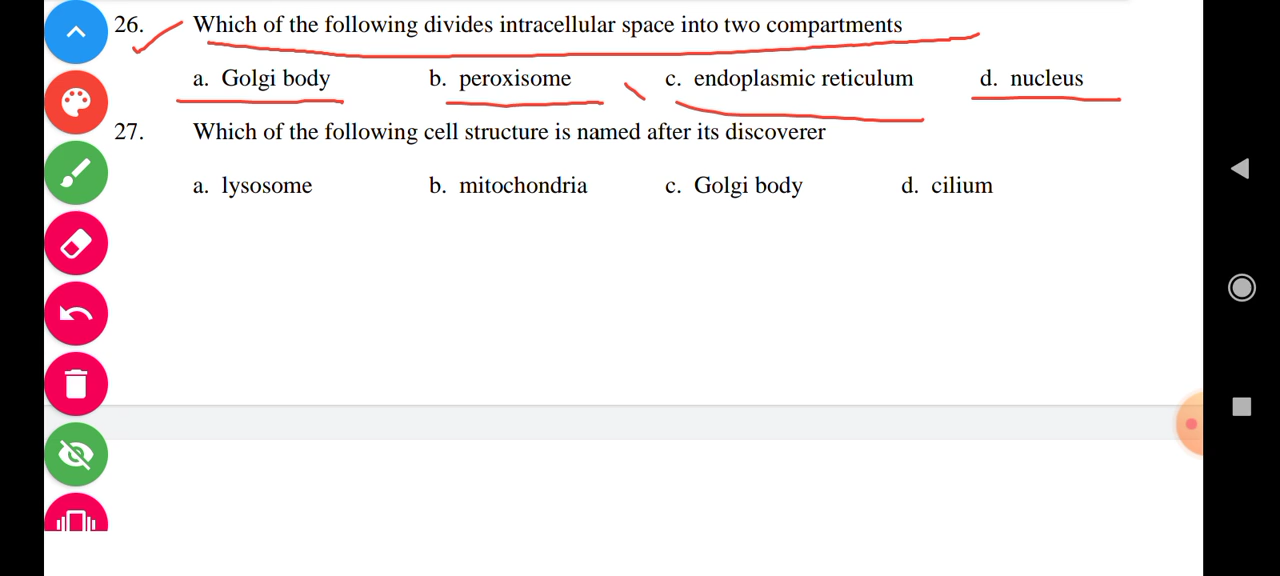 26. Which of the following divides intracellular space into two compartments
a. Golgi body b. peroxisome c. endoplasmic reticulum d. nucleus
27. Which of the following cell structure is named after its discoverer
a. lysosome b. mitochondria c. Golgi body d. cilium